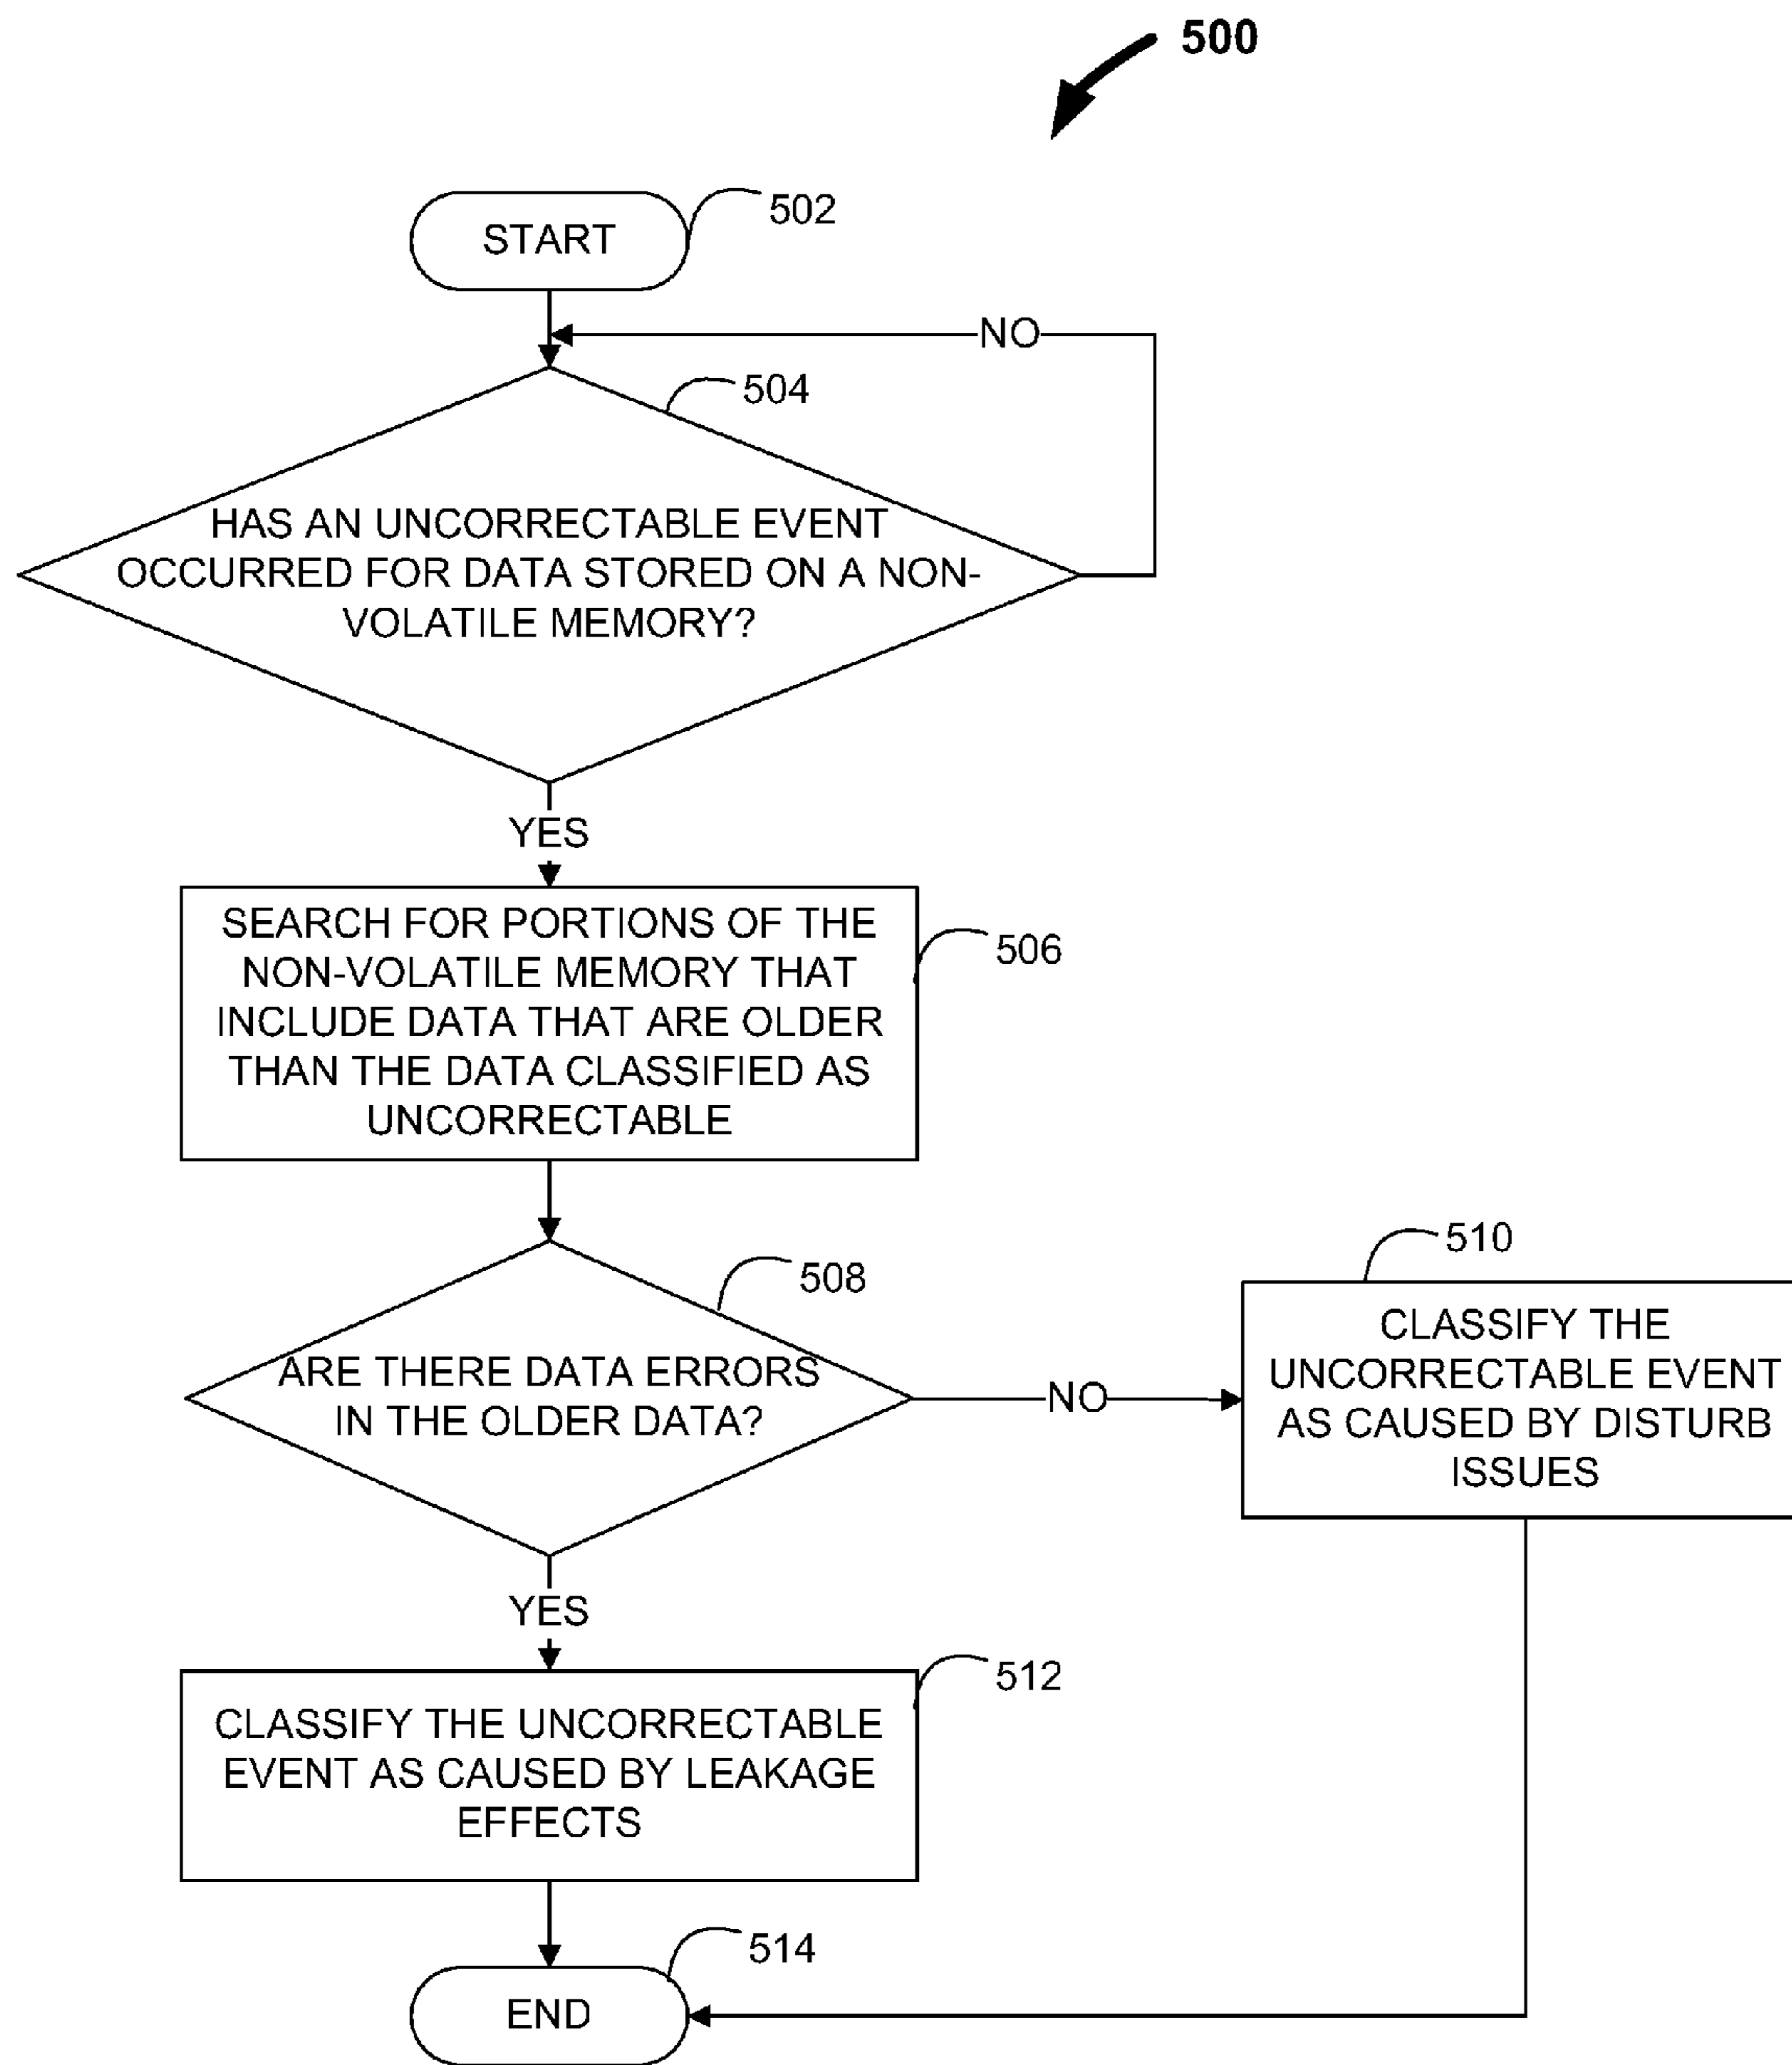 500
502
START
NO
504
HAS AN UNCORRECTABLE EVENT
OCCURRED FOR DATA STORED ON A NON-
VOLATILE MEMORY?
YES
SEARCH FOR PORTIONS OF THE
NON-VOLATILE MEMORY THAT
INCLUDE DATA THAT ARE OLDER
THAN THE DATA CLASSIFIED AS
UNCORRECTABLE
506
508
ARE THERE DATA ERRORS
IN THE OLDER DATA?
NO
510
CLASSIFY THE
UNCORRECTABLE EVENT
AS CAUSED BY DISTURB
ISSUES
YES
512
CLASSIFY THE UNCORRECTABLE
EVENT AS CAUSED BY LEAKAGE
EFFECTS
514
END